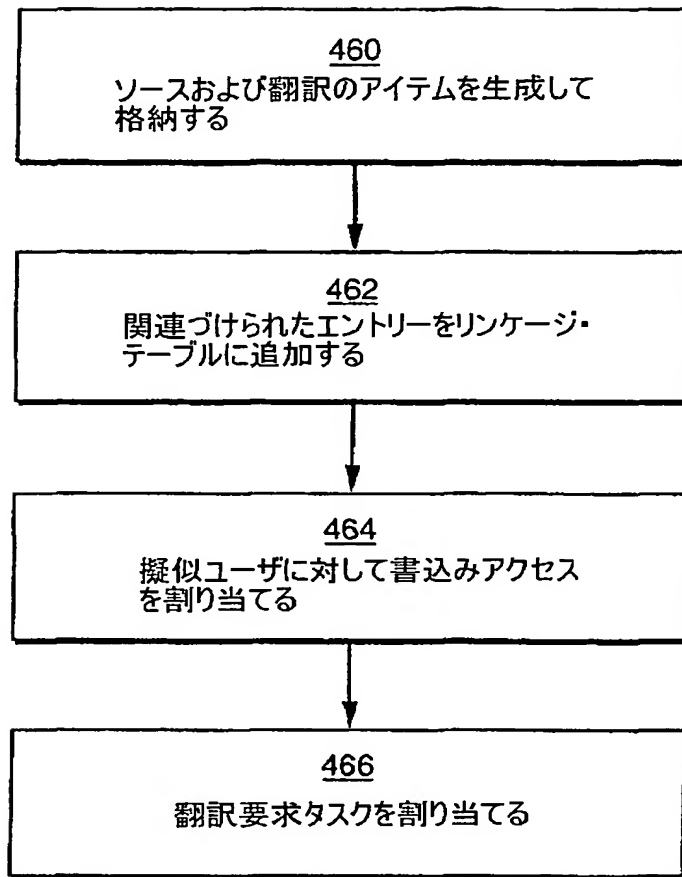 460
ソースおよび翻訳のアイテムを生成して
格納する
462
関連づけられたエントリーをリンケージ・
テーブルに追加する
464
擬似ユーザに対して書込みアクセス
を割り当てる
466
翻訳要求タスクを割り当てる